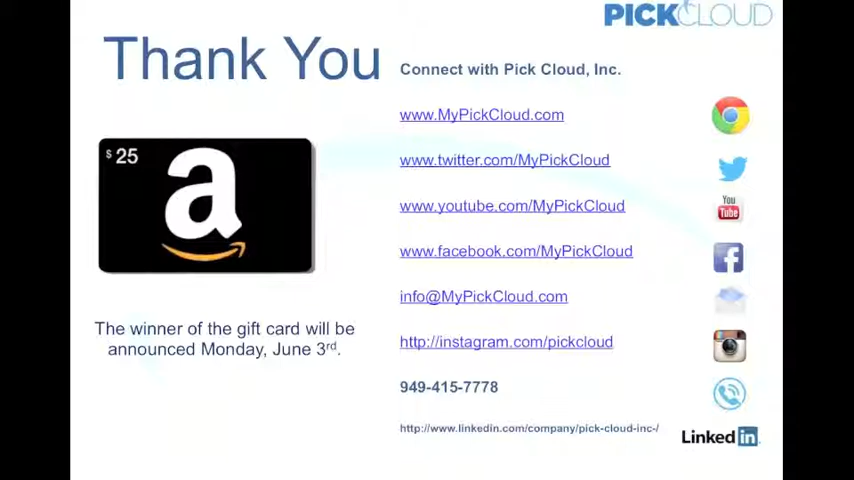 PICKCLOUD
Thank You
Connect with Pick Cloud, Inc.
www.MyPickCloud.com
$ 25
a
www.twitter.com/MyPickCloud
www.youtube.com/MyPickCloud
You
Tube
www.facebook.com/MyPickCloud
f
info@MyPickCloud.com
The winner of the gift card will be
announced Monday, June 3rd.
http://instagram.com/pickcloud
949-415-7778
http://www.linkedin.com/company/pick-cloud-inc-/
Linked in